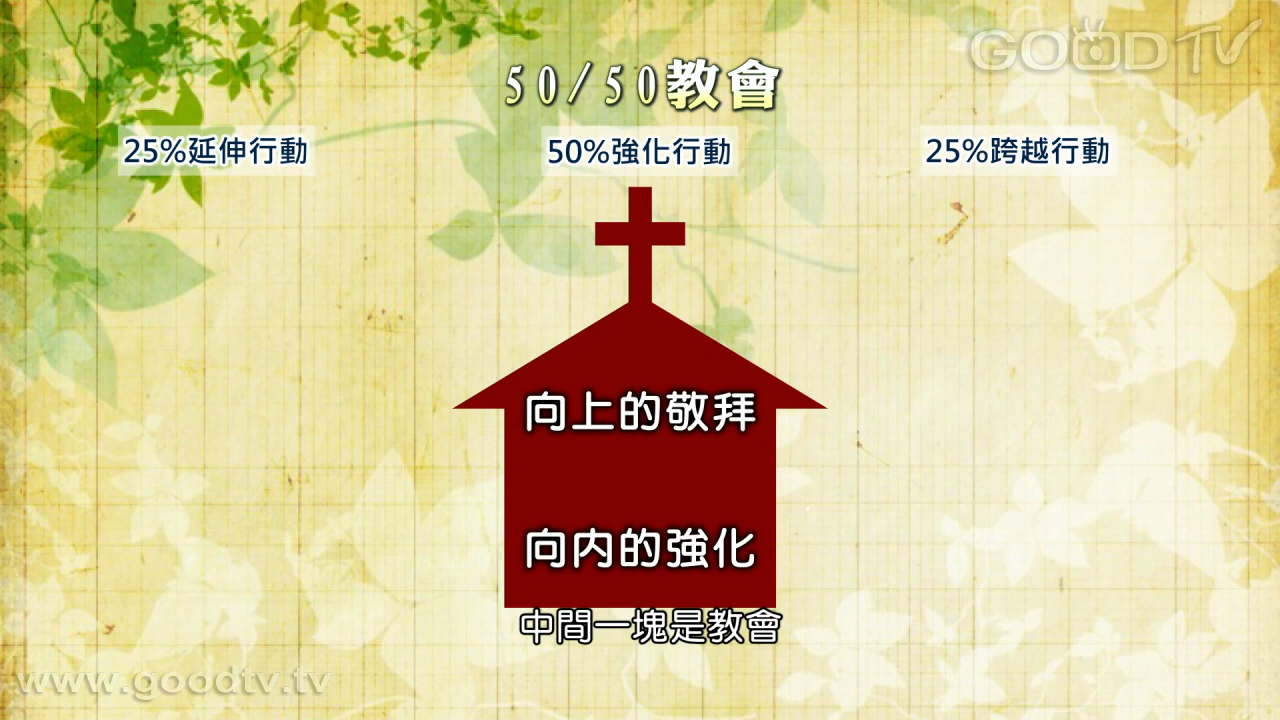 GOOD TV
50/50教會
25%延伸行動
50%強化行動
25%跨越行動
向上的敬拜
向內的強化
中間一塊是教會
www.goodtv.tv